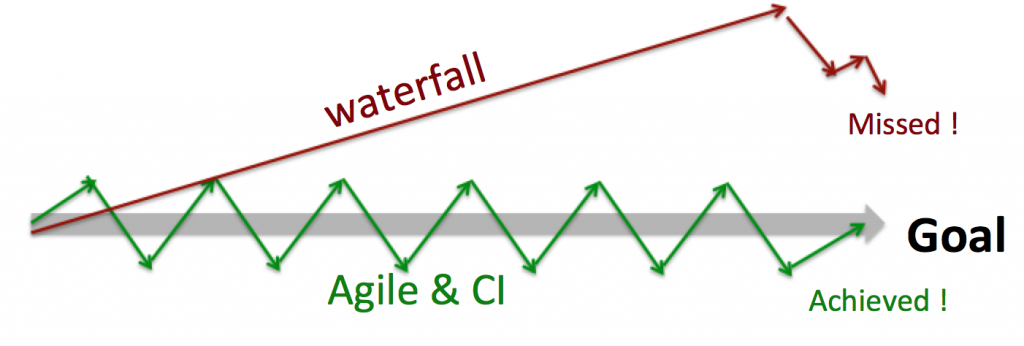 waterfall
Missed !
Goal
Agile & CI
Achieved !